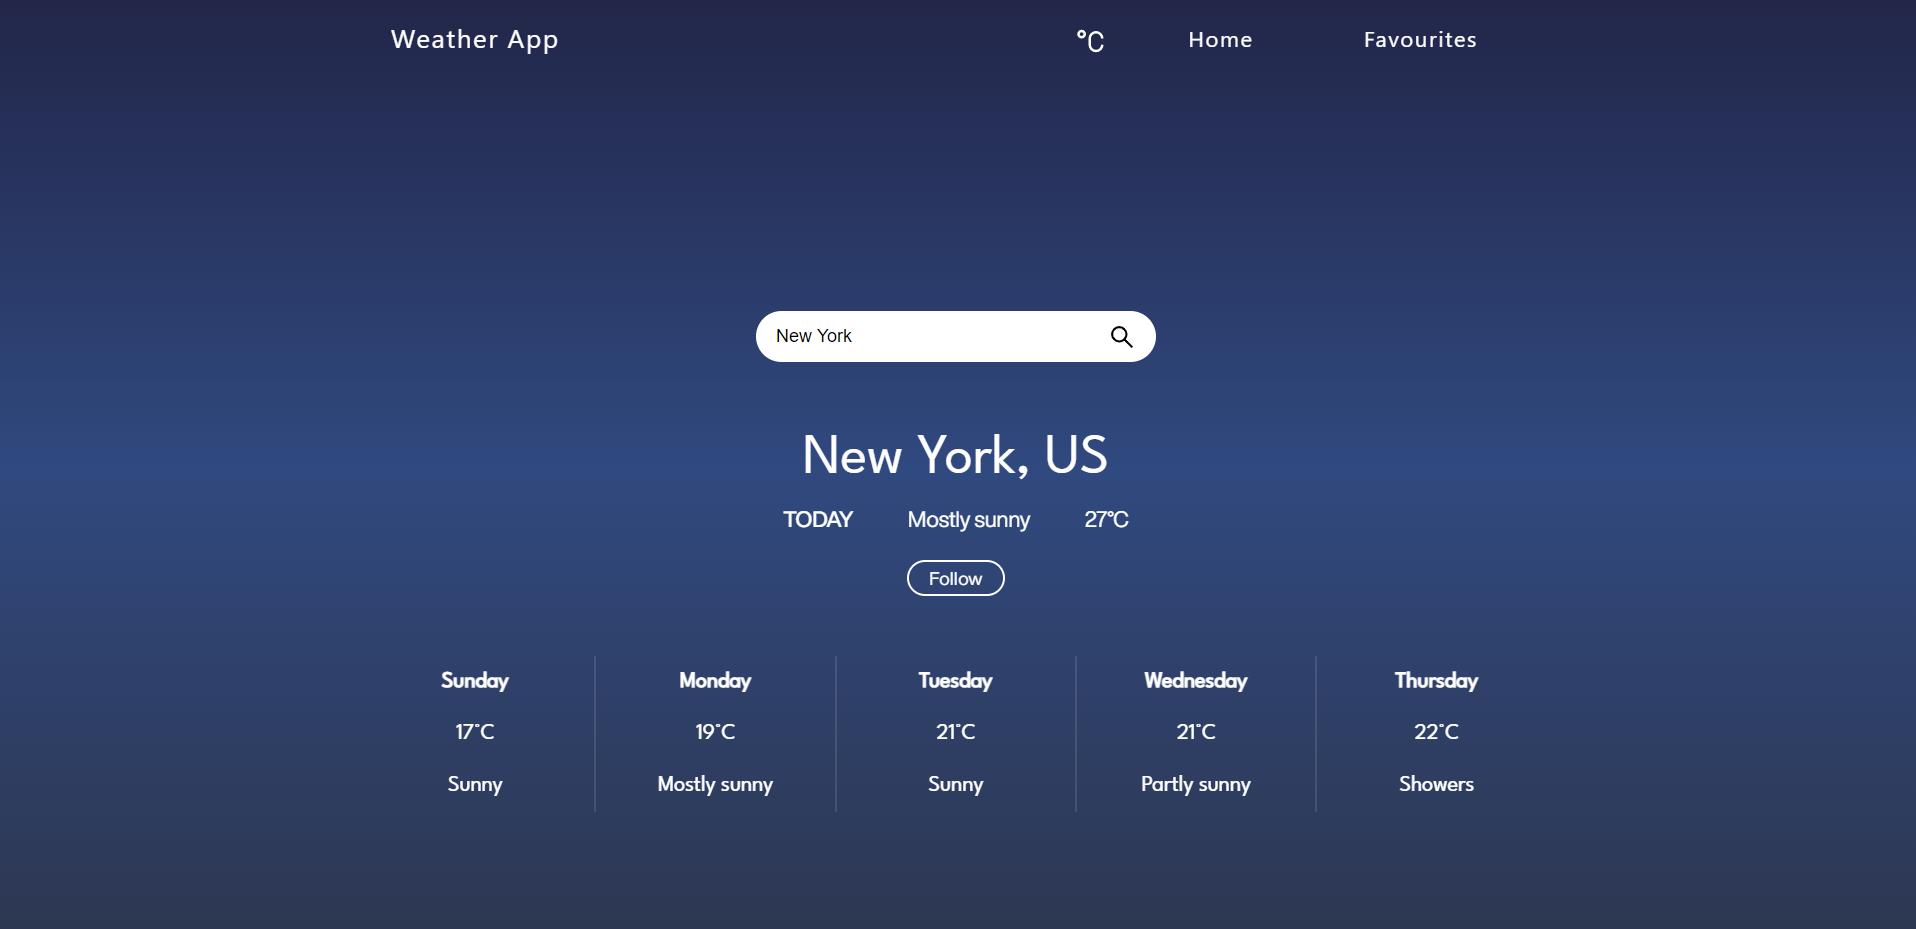 Weather App °C Home Favourites
New York
New York, US
TODAY Mostly sunny 27°C
Follow
Sunday Monday Tuesday Wednesday Thursday
17°C 19°C 21°C 21°C 22°C
Sunny Mostly sunny Sunny Partly sunny Showers